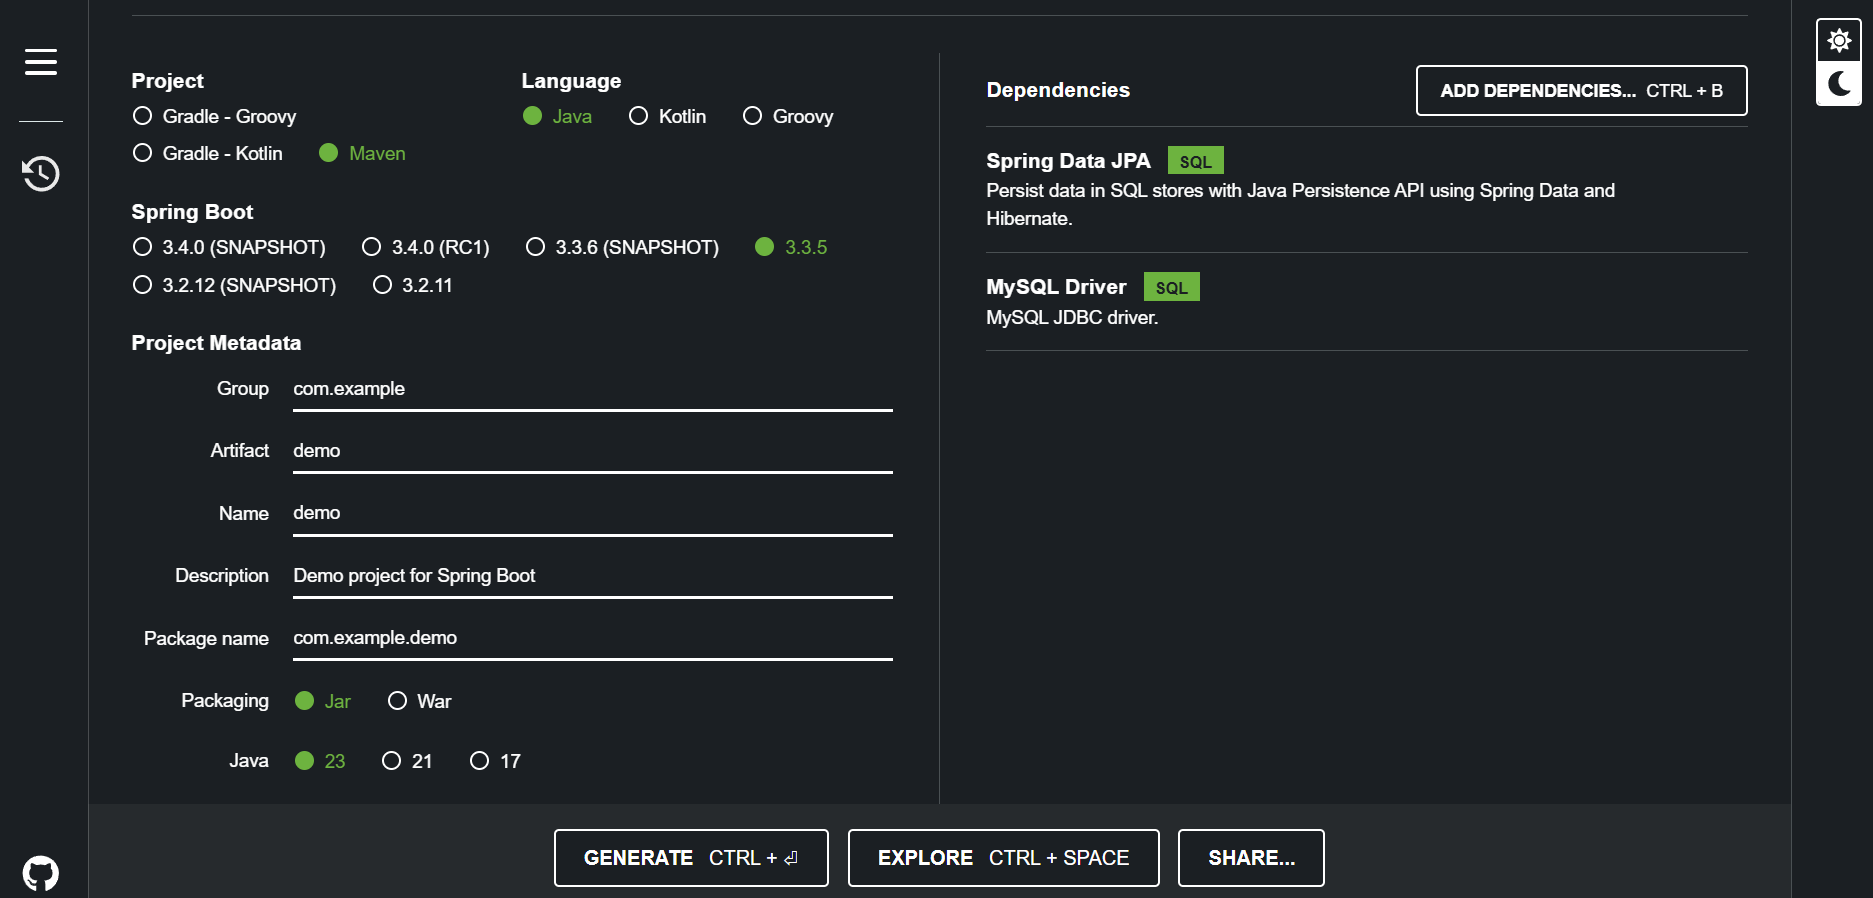 Project
Gradle - Groovy
Gradle - Kotlin Maven
Language
Java Kotlin Groovy
Spring Boot
3.4.0 (SNAPSHOT) 3.4.0 (RC1) 3.3.6 (SNAPSHOT) 3.3.5
3.2.12 (SNAPSHOT) 3.2.11
Project Metadata
Group com.example
Artifact demo
Name demo
Description Demo project for Spring Boot
Package name com.example.demo
Packaging Jar War
Java 23 21 17
Dependencies ADD DEPENDENCIES... CTRL + B
Spring Data JPA SQL
Persist data in SQL stores with Java Persistence API using Spring Data and
Hibernate.
MySQL Driver SQL
MySQL JDBC driver.
GENERATE CTRL + ⏎ EXPLORE CTRL + SPACE SHARE...